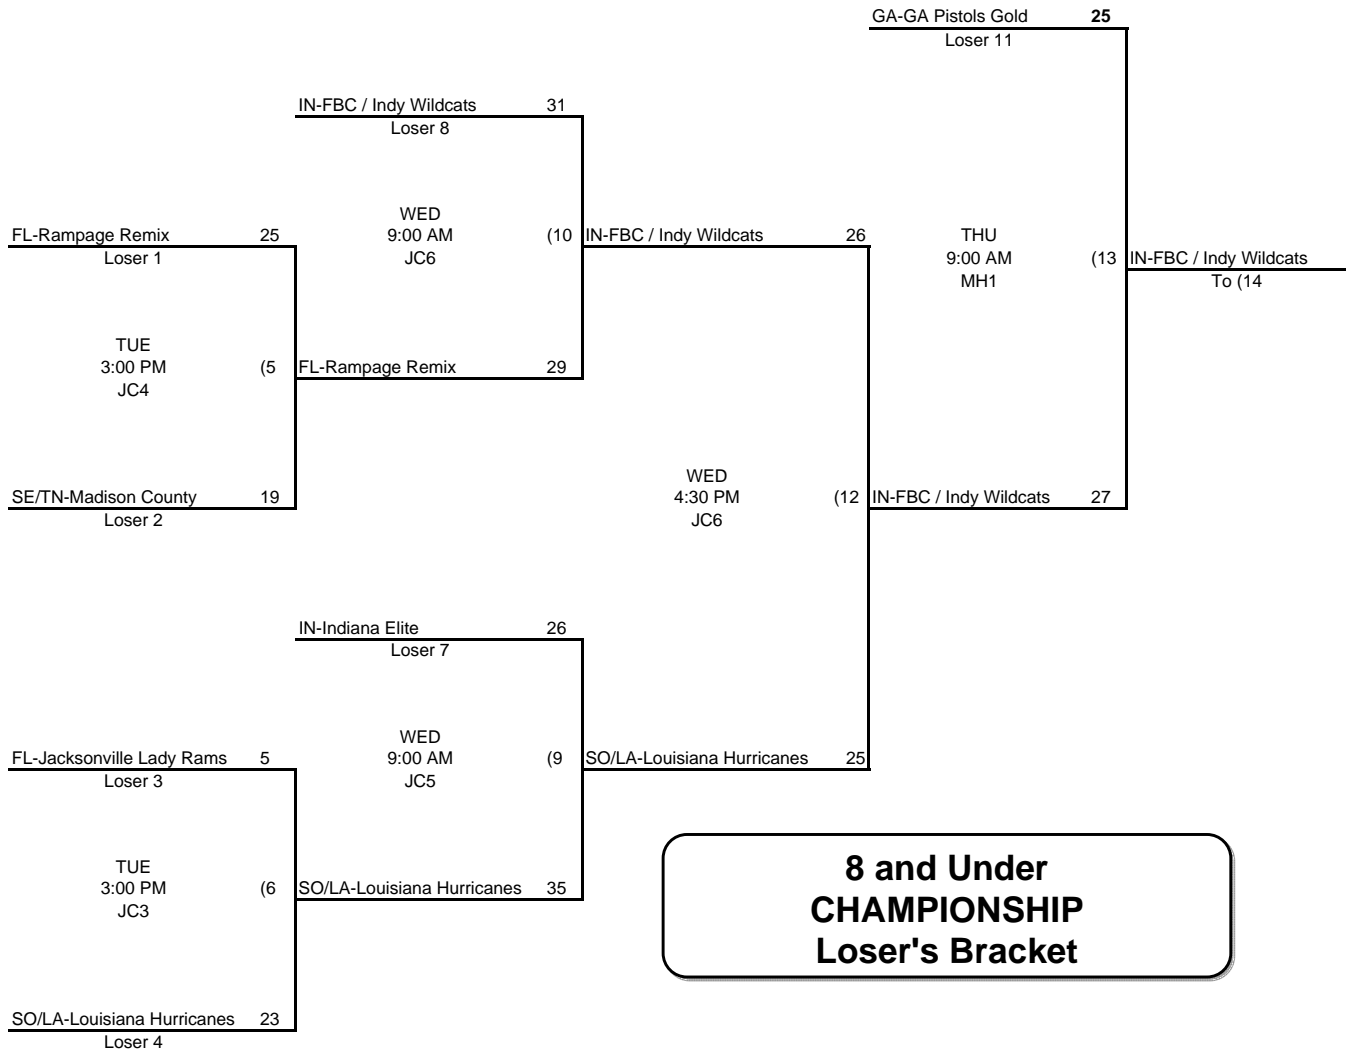 GA-GA Pistols Gold 25
Loser 11
IN-FBC / Indy Wildcats 31
Loser 8
WED
9:00 AM (10
JC6
FL-Rampage Remix 25
Loser 1
IN-FBC / Indy Wildcats 26
THU
9:00 AM (13
MH1
IN-FBC / Indy Wildcats
To (14
TUE
3:00 PM (5
JC4
FL-Rampage Remix 29
SE/TN-Madison County 19
Loser 2
WED
4:30 PM (12
JC6
IN-FBC / Indy Wildcats 27
IN-Indiana Elite 26
Loser 7
WED
9:00 AM (9
JC5
FL-Jacksonville Lady Rams 5
Loser 3
SO/LA-Louisiana Hurricanes 25
TUE
3:00 PM (6
JC3
SO/LA-Louisiana Hurricanes 35
8 and Under
CHAMPIONSHIP
Loser's Bracket
SO/LA-Louisiana Hurricanes 23
Loser 4